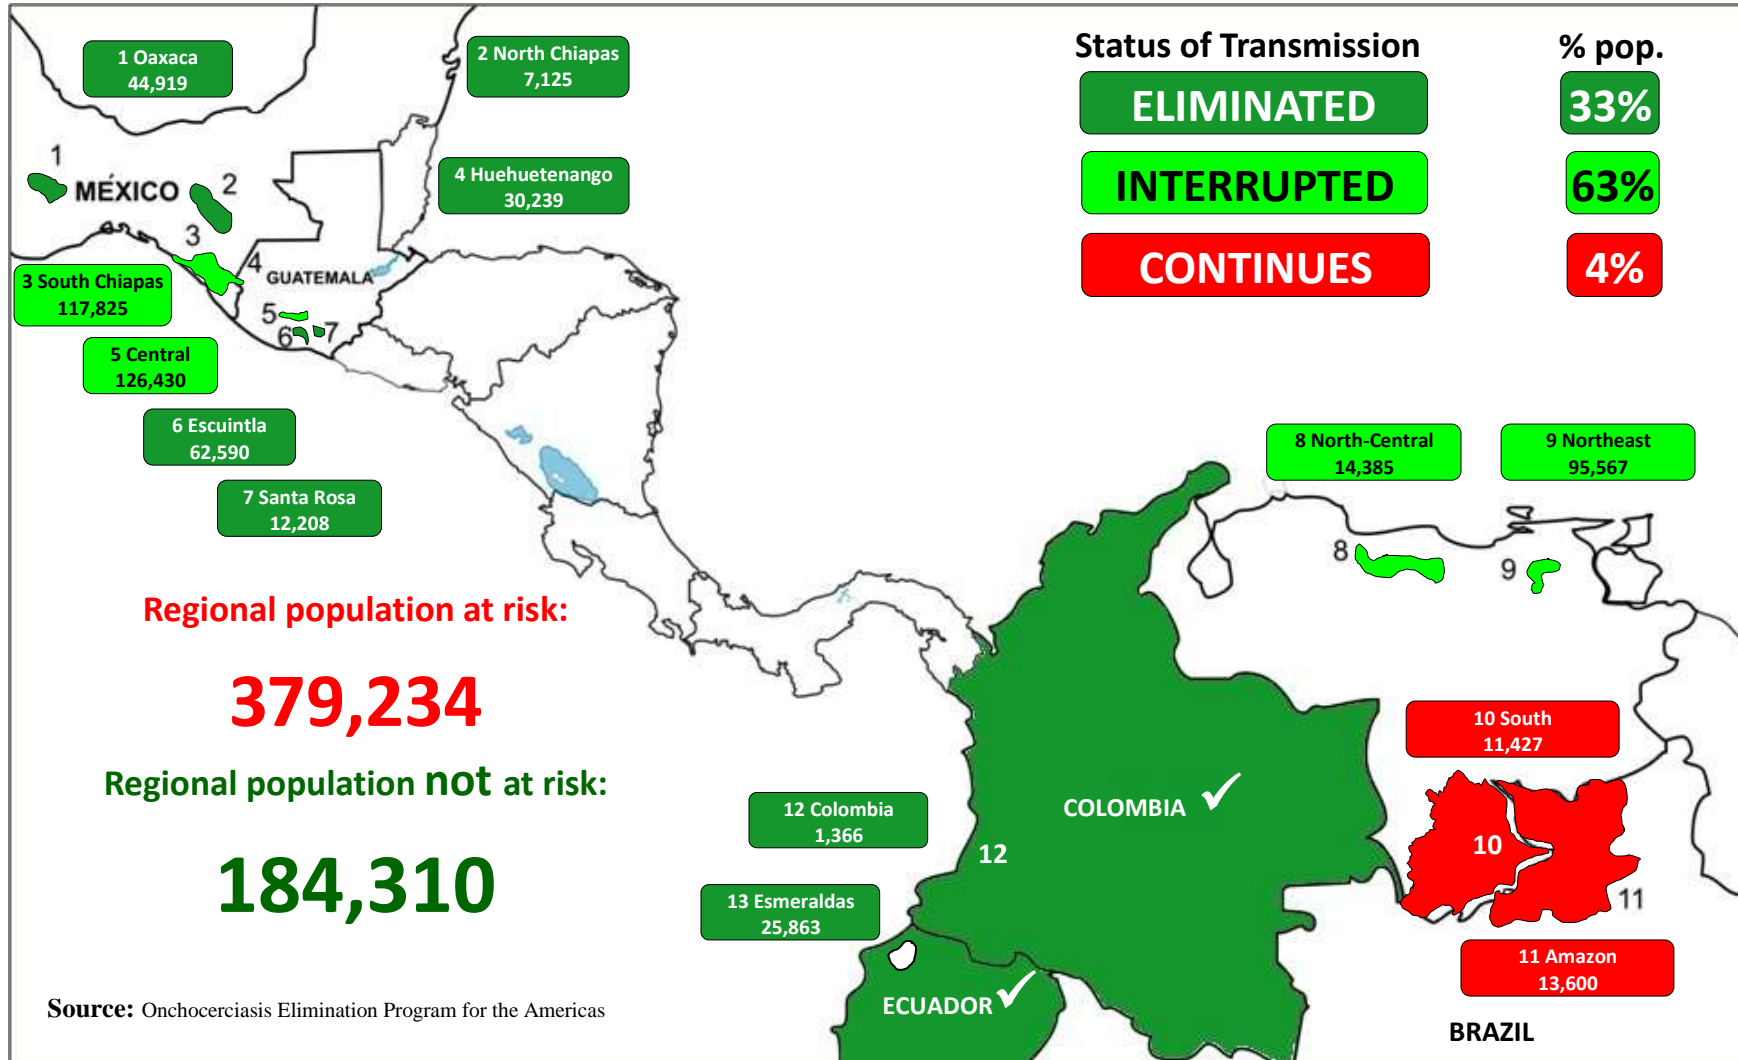 1 Oaxaca
44,919
2 North Chiapas
7,125
Status of Transmission
% pop.
ELIMINATED
33%
INTERRUPTED
63%
CONTINUES
4%
1
MÉXICO
2
4 Huehuetenango
30,239
3
4
GUATEMALA
3 South Chiapas
117,825
5
6
7
5 Central
126,430
6 Escuintla
62,590
7 Santa Rosa
12,208
8 North-Central
14,385
9 Northeast
95,567
8
9
Regional population at risk:
379,234
Regional population not at risk:
184,310
10 South
11,427
12 Colombia
1,366
COLOMBIA
12
10
11
13 Esmeraldas
25,863
11 Amazon
13,600
ECUADOR
BRAZIL
Source: Onchocerciasis Elimination Program for the Americas